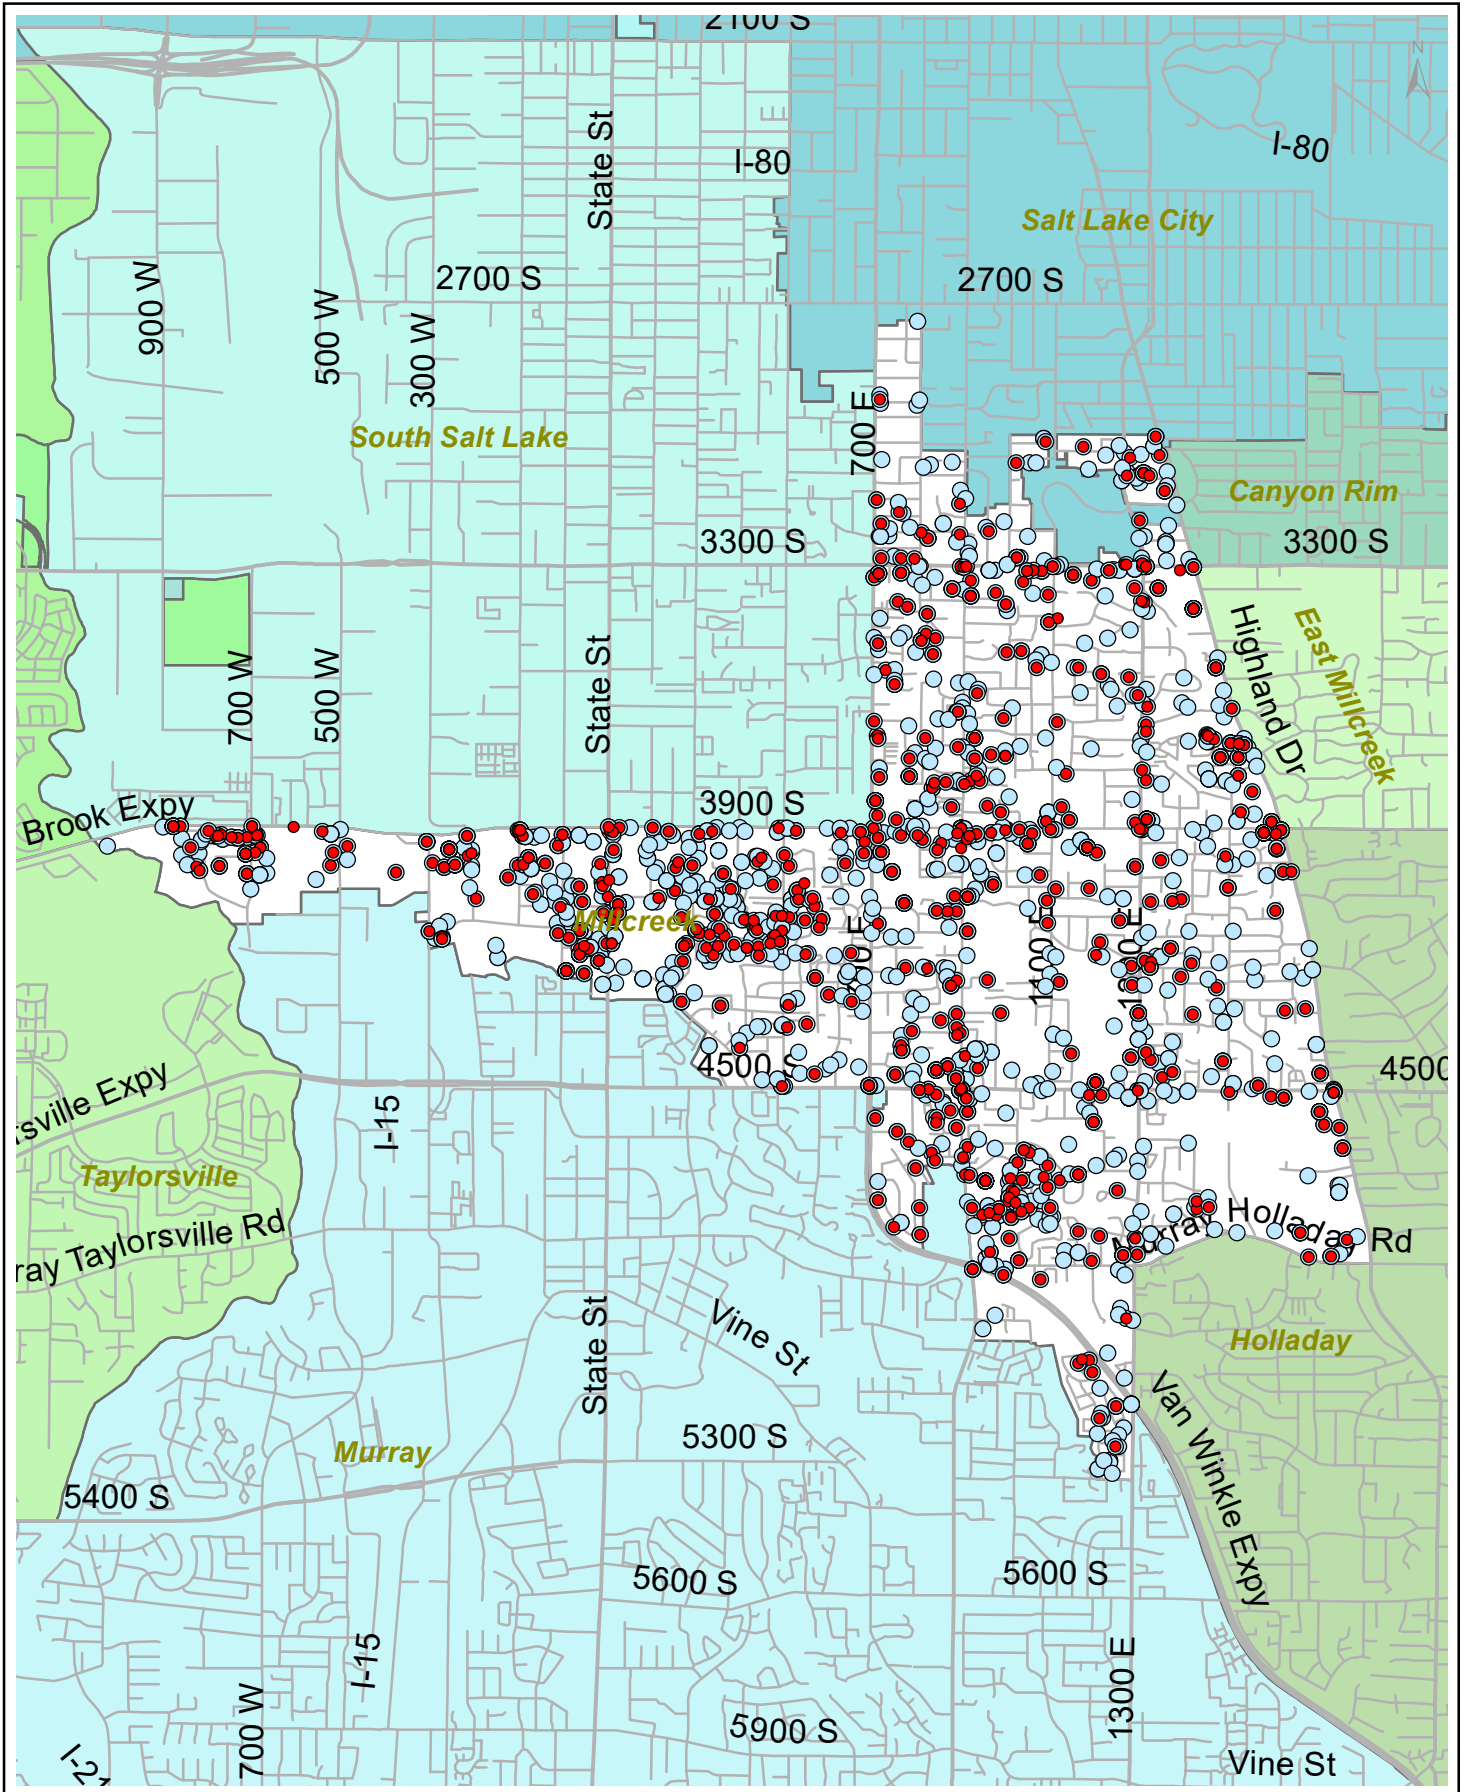 2100 S
N
State St
I-80
I-80
Salt Lake City
900 W
2700 S
2700 S
500 W
300 W
700 E
South Salt Lake
Canyon Rim
3300 S
3300 S
Highland Dr
East Millcreek
State St
700 W
500 W
Brook Expy
3900 S
Millcreek
1100 E
4500 S
4500
rsville Expy
I-15
Taylorsville
ray Taylorsville Rd
Murray Holladay Rd
State St
Vine St
Holladay
Van Winkle Expy
Murray
5300 S
5400 S
5600 S
5600 S
I-15
1300 E
700 W
5900 S
I-21
Vine St